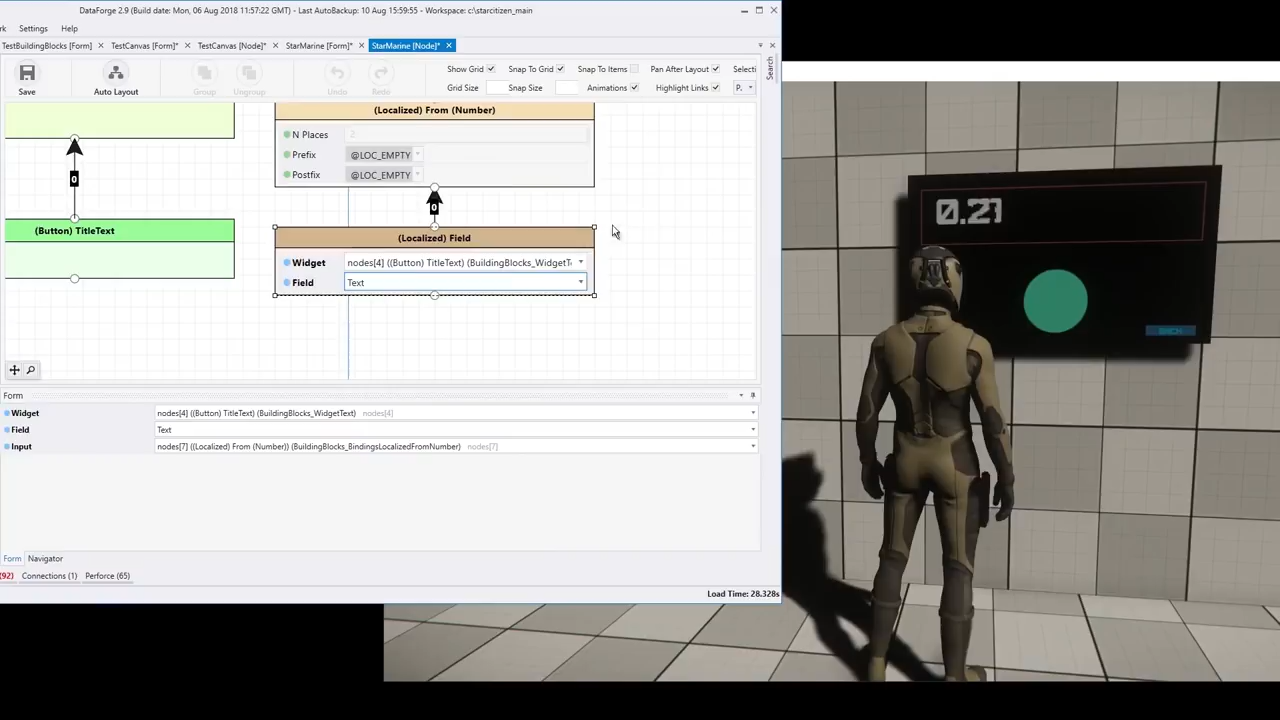 DataForge 2.9 (Build date: Mon, 06 Aug 2018 11:57:22 GMT) - Last AutoBackup: 10 Aug 15:59:55 - Workspace: c:\starcitizen_main
rk Settings Help
TestBuildingBlocks [Form] TestCanvas [Form]* TestCanvas [Node]* StarMarine [Form]* StarMarine [Node]*
Search
Show Grid Snap To Grid Snap To Items Pan After Layout Selecti
Grid Size Snap Size Animations Highlight Links P.
Save Auto Layout Group Ungroup Undo Redo
(Localized) From (Number)
N Places 2
Prefix @LOC_EMPTY
Postfix @LOC_EMPTY
0
0
(Button) TitleText
(Localized) Field
Widget nodes[4] ((Button) TitleText) (BuildingBlocks_WidgetT
Field Text
Form
Widget nodes[4] ((Button) TitleText) (BuildingBlocks_WidgetText) nodes[4]
Field Text
Input nodes[7] ((Localized) From (Number)) (BuildingBlocks_BindingsLocalizedFromNumber) nodes[7]
Form Navigator
(92) Connections (1) Perforce (65)
Load Time: 28.328s
0.21